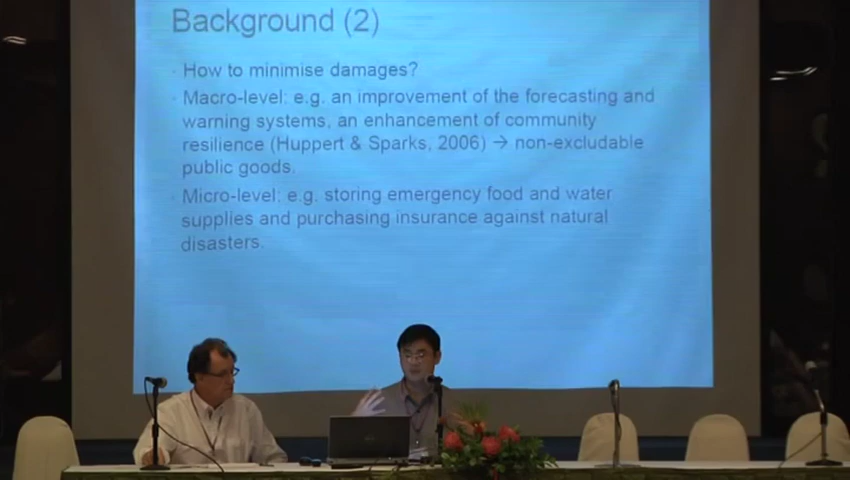 Background (2)
How to minimise damages?
Macro-level: e.g. an improvement of the forecasting and
warning systems, an enhancement of community
resilience (Huppert & Sparks, 2006) → non-excludable
public goods.
Micro-level: e.g. storing emergency food and water
supplies and purchasing insurance against natural
disasters.